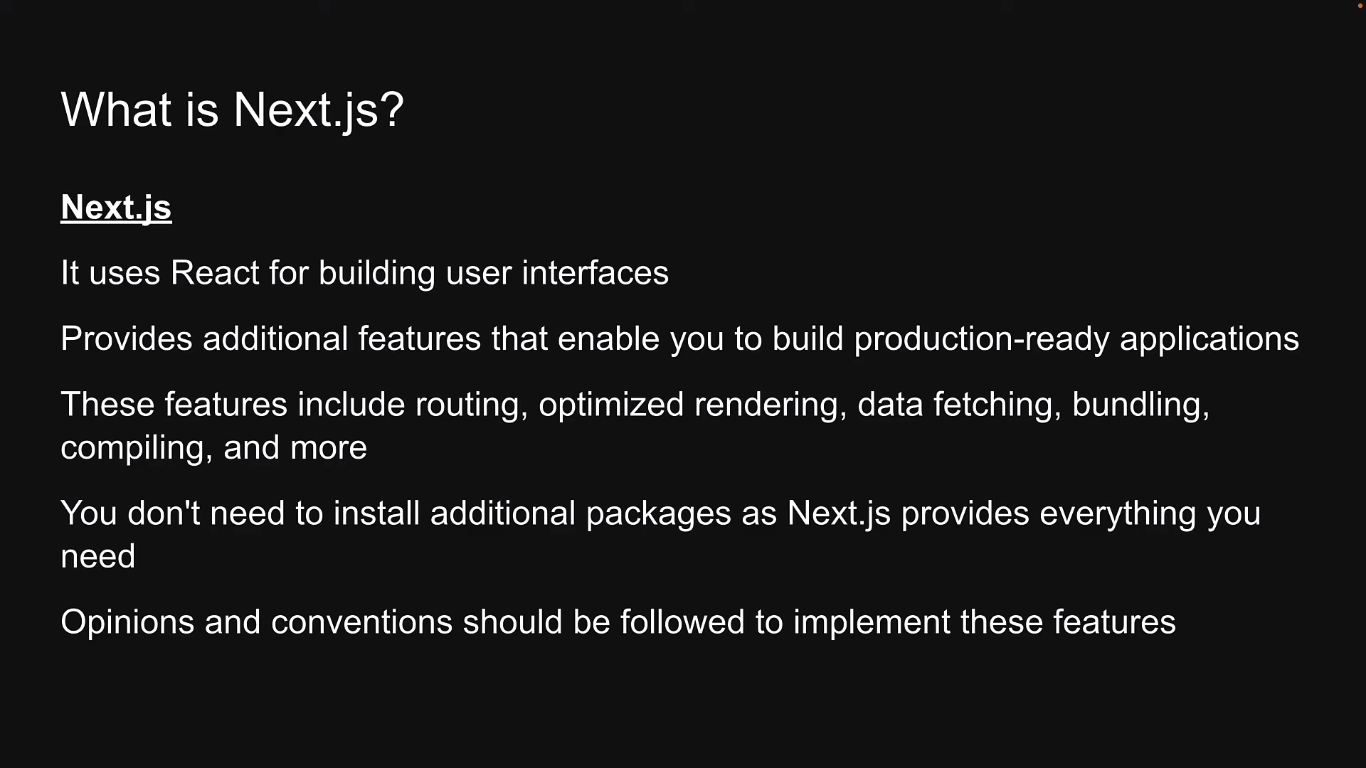 What is Next.js?
Next.js
It uses React for building user interfaces
Provides additional features that enable you to build production-ready applications
These features include routing, optimized rendering, data fetching, bundling,
compiling, and more
You don't need to install additional packages as Next.js provides everything you
need
Opinions and conventions should be followed to implement these features